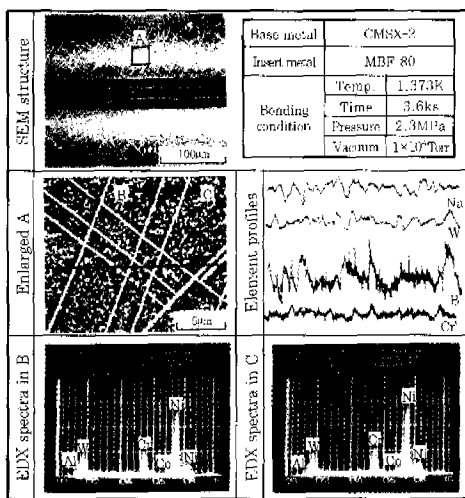 SEM structure
A
100μm
Base metal CMSX-2
Insert metal MBF 80
Bonding condition
Temp. 1,373K
Time 3.6ks
Pressure 2.3MPa
Vacuum
Enlarged A
B C
5μm
Element profiles
Na
W
B
Cr
EDX spectra in B
Al W Cr Co Ni Ni
EDX spectra in C
Al W Cr Co Ni Ni